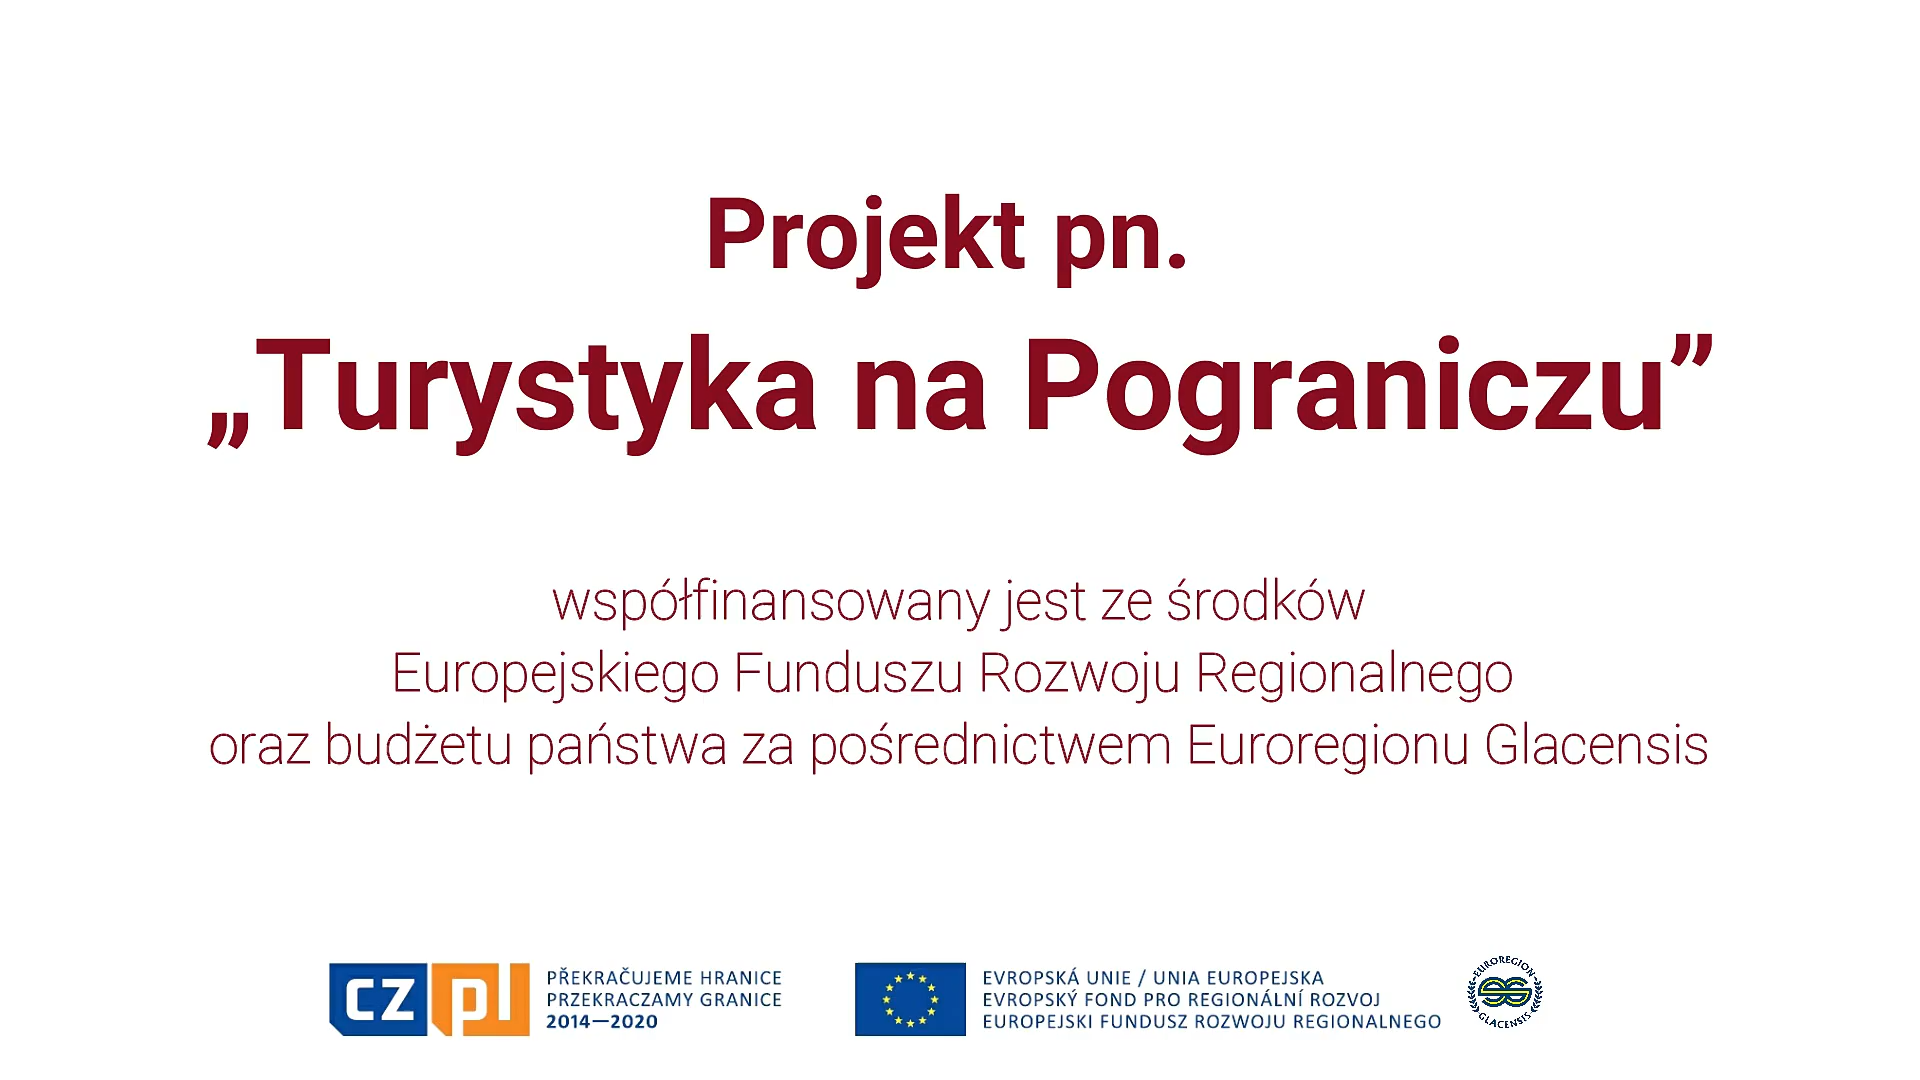 Projekt pn.
„Turystyka na Pograniczu”
współfinansowany jest ze środków
Europejskiego Funduszu Rozwoju Regionalnego
oraz budżetu państwa za pośrednictwem Euroregionu Glacensis
cz pl
PŘEKRAČUJEME HRANICE
PRZEKRACZAMY GRANICE
2014—2020
EVROPSKÁ UNIE / UNIA EUROPEJSKA
EVROPSKÝ FOND PRO REGIONÁLNÍ ROZVOJ
EUROPEJSKI FUNDUSZ ROZWOJU REGIONALNEGO
EUROREGION
GLACENSIS